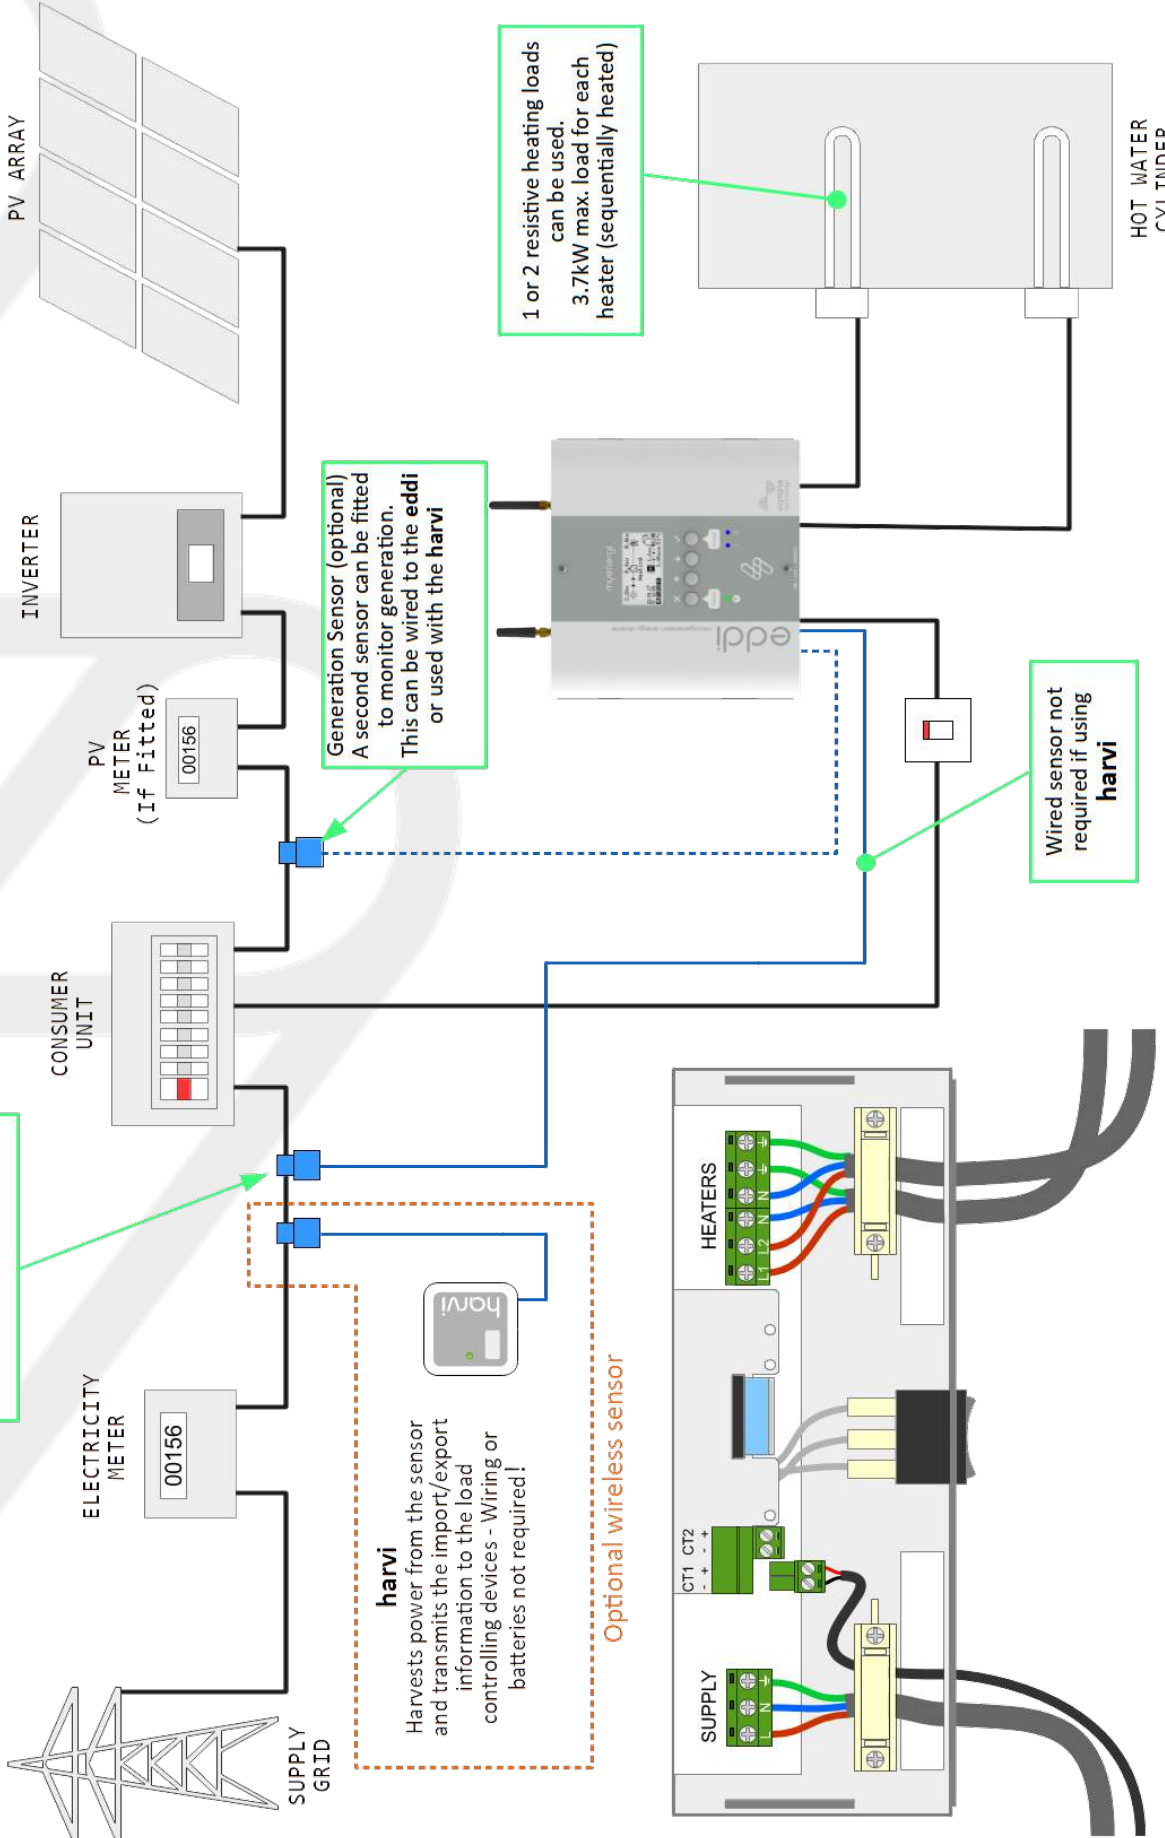 SUPPLY
GRID
ELECTRICITY
METER
00156
CONSUMER
UNIT
PV
METER
(If Fitted)
00156
INVERTER
PV ARRAY
harvi
Harvests power from the sensor
and transmits the import/export
information to the load
controlling devices - Wiring or
batteries not required!
harvi
Optional wireless sensor
Generation Sensor (optional)
A second sensor can be fitted
to monitor generation.
This can be wired to the eddi
or used with the harvi
1 or 2 resistive heating loads
can be used.
3.7kW max. load for each
heater (sequentially heated)
myenergi
eddi
HOT WATER
CYLINDER
Wired sensor not
required if using
harvi
SUPPLY
L N
CT1 CT2
- + - +
HEATERS
L1 L2 N N